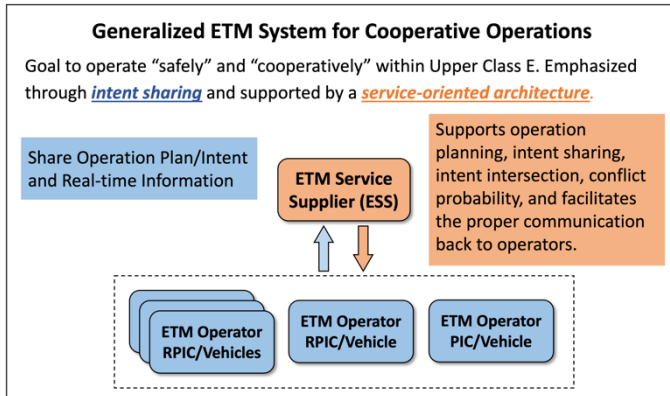 Generalized ETM System for Cooperative Operations
Goal to operate “safely” and “cooperatively” within Upper Class E. Emphasized
through intent sharing and supported by a service-oriented architecture.
Share Operation Plan/Intent
and Real-time Information
ETM Service
Supplier (ESS)
Supports operation
planning, intent sharing,
intent intersection, conflict
probability, and facilitates
the proper communication
back to operators.
ETM Operator
RPIC/Vehicles
ETM Operator
RPIC/Vehicle
ETM Operator
PIC/Vehicle